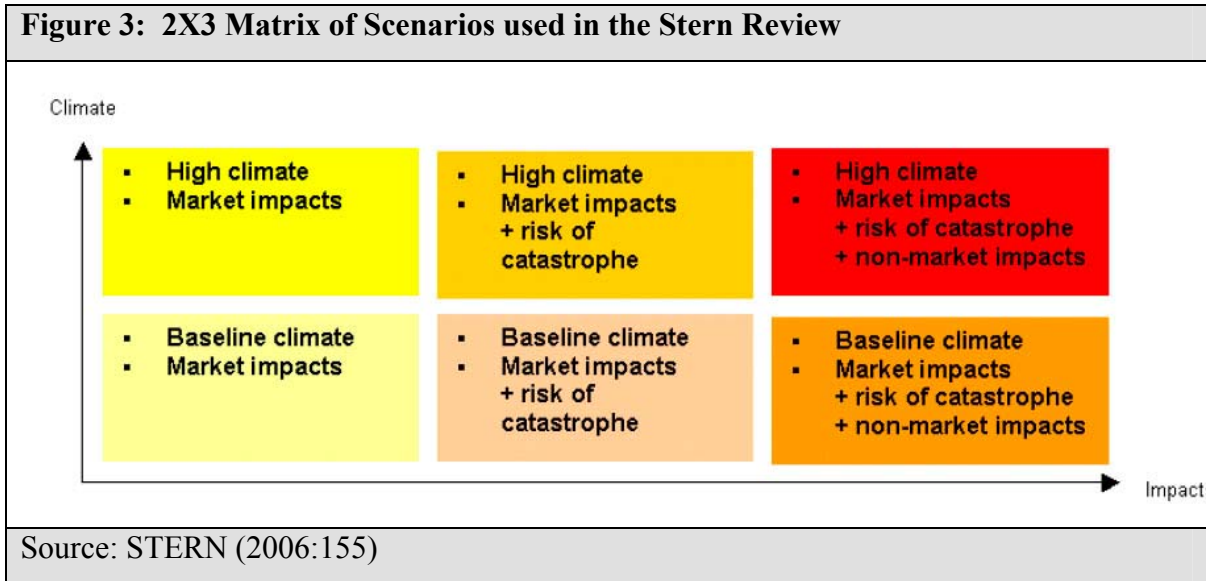 Figure 3: 2X3 Matrix of Scenarios used in the Stern Review
Climate
▪ High climate
▪ Market impacts
▪ High climate
▪ Market impacts
+ risk of
catastrophe
▪ High climate
▪ Market impacts
+ risk of catastrophe
+ non-market impacts
▪ Baseline climate
▪ Market impacts
▪ Baseline climate
▪ Market impacts
+ risk of
catastrophe
▪ Baseline climate
▪ Market impacts
+ risk of catastrophe
+ non-market impacts
Impact
Source: STERN (2006:155)